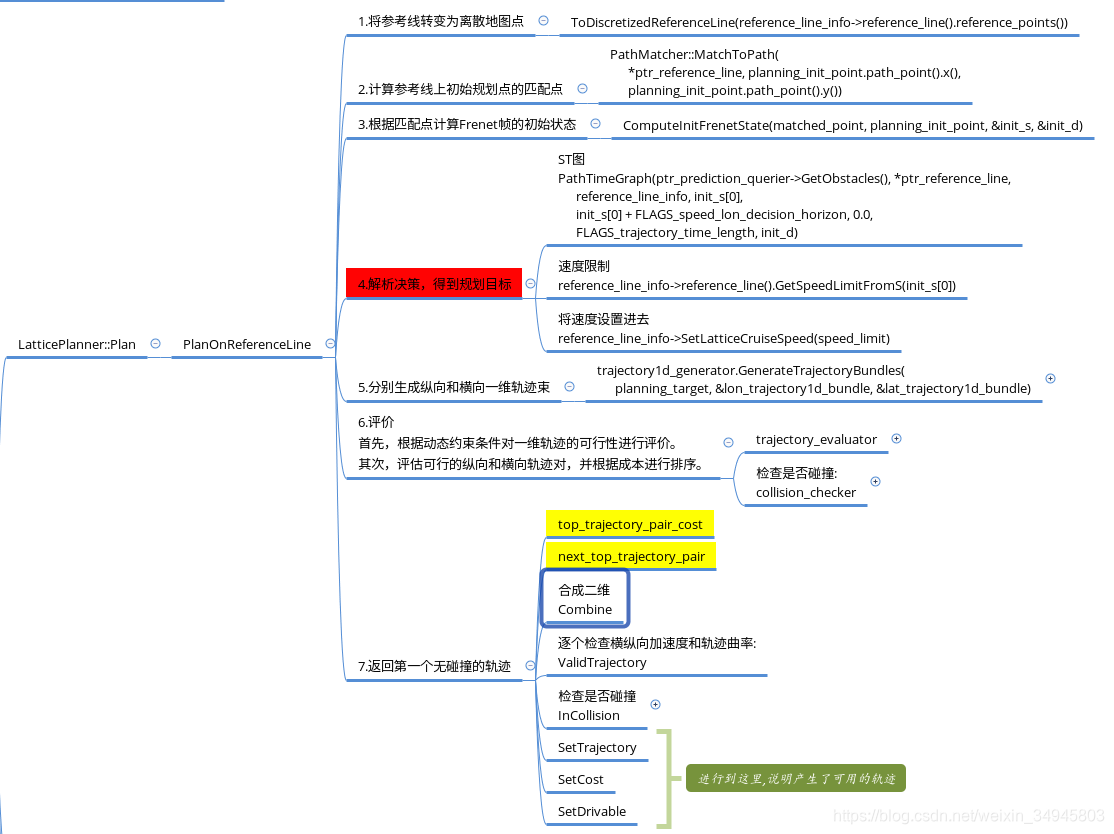 1.将参考线转变为离散地图点
ToDiscretizedReferenceLine(reference_line_info->reference_line().reference_points())
2.计算参考线上初始规划点的匹配点
PathMatcher::MatchToPath(
*ptr_reference_line, planning_init_point.path_point().x(),
planning_init_point.path_point().y())
3.根据匹配点计算Frenet帧的初始状态
ComputeInitFrenetState(matched_point, planning_init_point, &init_s, &init_d)
LatticePlanner::Plan
PlanOnReferenceLine
4.解析决策，得到规划目标
ST图
PathTimeGraph(ptr_prediction_querier->GetObstacles(), *ptr_reference_line,
reference_line_info, init_s[0],
init_s[0] + FLAGS_speed_lon_decision_horizon, 0.0,
FLAGS_trajectory_time_length, init_d)
速度限制
reference_line_info->reference_line().GetSpeedLimitFromS(init_s[0])
将速度设置进去
reference_line_info->SetLatticeCruiseSpeed(speed_limit)
5.分别生成纵向和横向一维轨迹束
trajectory1d_generator.GenerateTrajectoryBundles(
planning_target, &lon_trajectory1d_bundle, &lat_trajectory1d_bundle)
6.评价
首先，根据动态约束条件对一维轨迹的可行性进行评价。
其次，评估可行的纵向和横向轨迹对，并根据成本进行排序。
trajectory_evaluator
检查是否碰撞:
collision_checker
7.返回第一个无碰撞的轨迹
top_trajectory_pair_cost
next_top_trajectory_pair
合成二维
Combine
逐个检查横纵向加速度和轨迹曲率:
ValidTrajectory
检查是否碰撞
InCollision
SetTrajectory
SetCost
SetDrivable
进行到这里,说明产生了可用的轨迹
https://blog.csdn.net/weixin_34945803